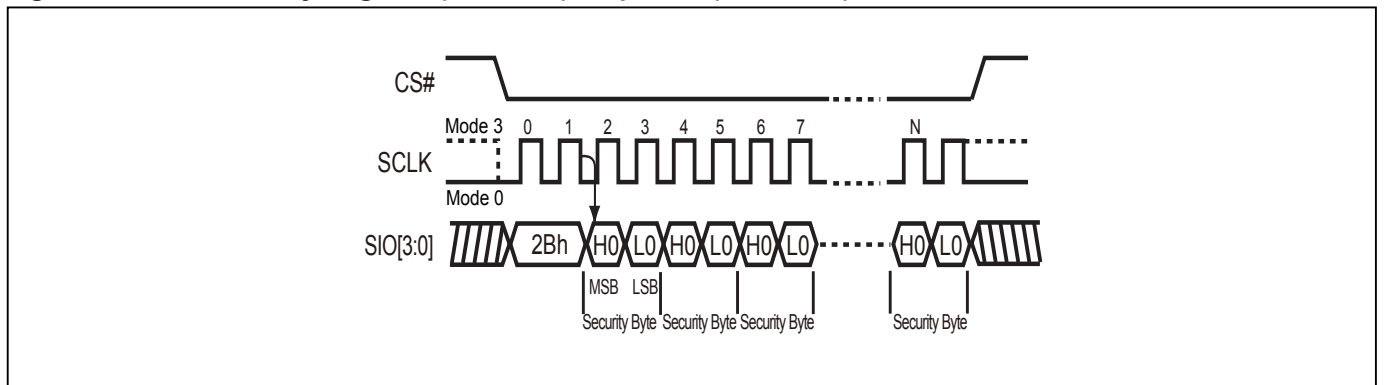 CS#
Mode 3 0 1 2 3 4 5 6 7 N
SCLK
Mode 0
SIO[3:0] 2Bh H0 L0 H0 L0 H0 L0 H0 L0
MSB LSB
Security Byte Security Byte Security Byte Security Byte